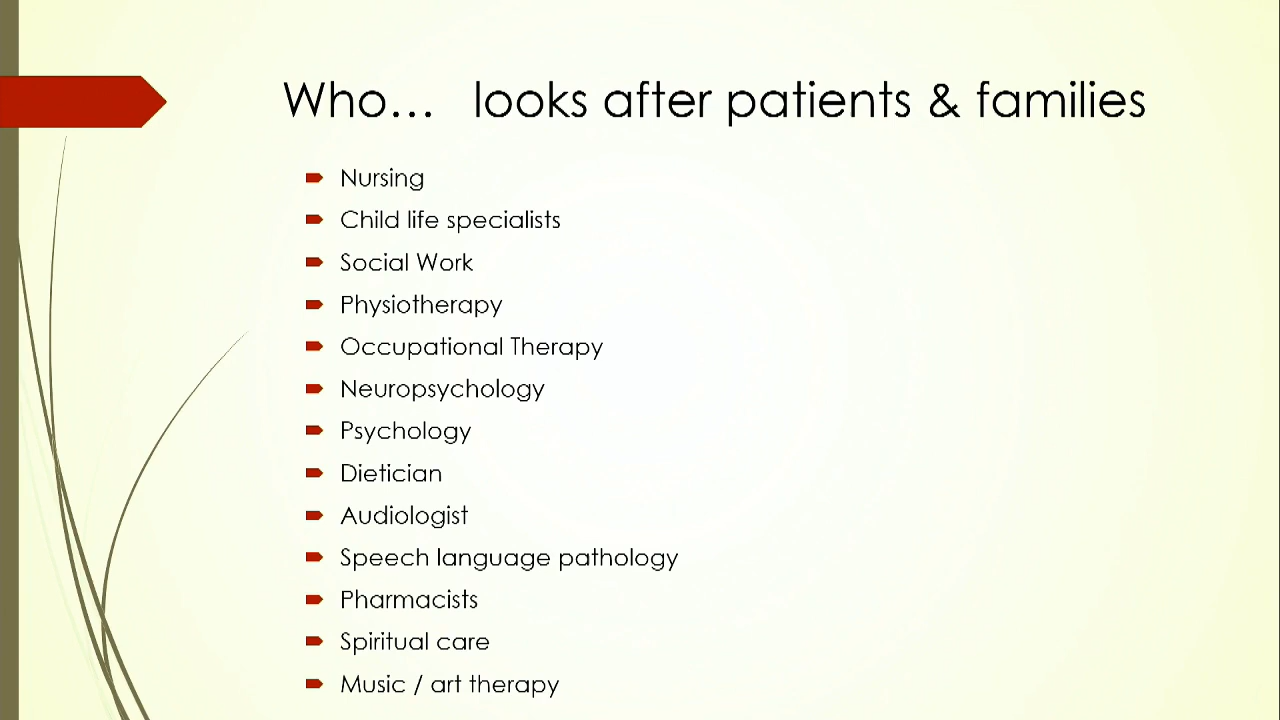 Who... looks after patients & families
Nursing
Child life specialists
Social Work
Physiotherapy
Occupational Therapy
Neuropsychology
Psychology
Dietician
Audiologist
Speech language pathology
Pharmacists
Spiritual care
Music / art therapy